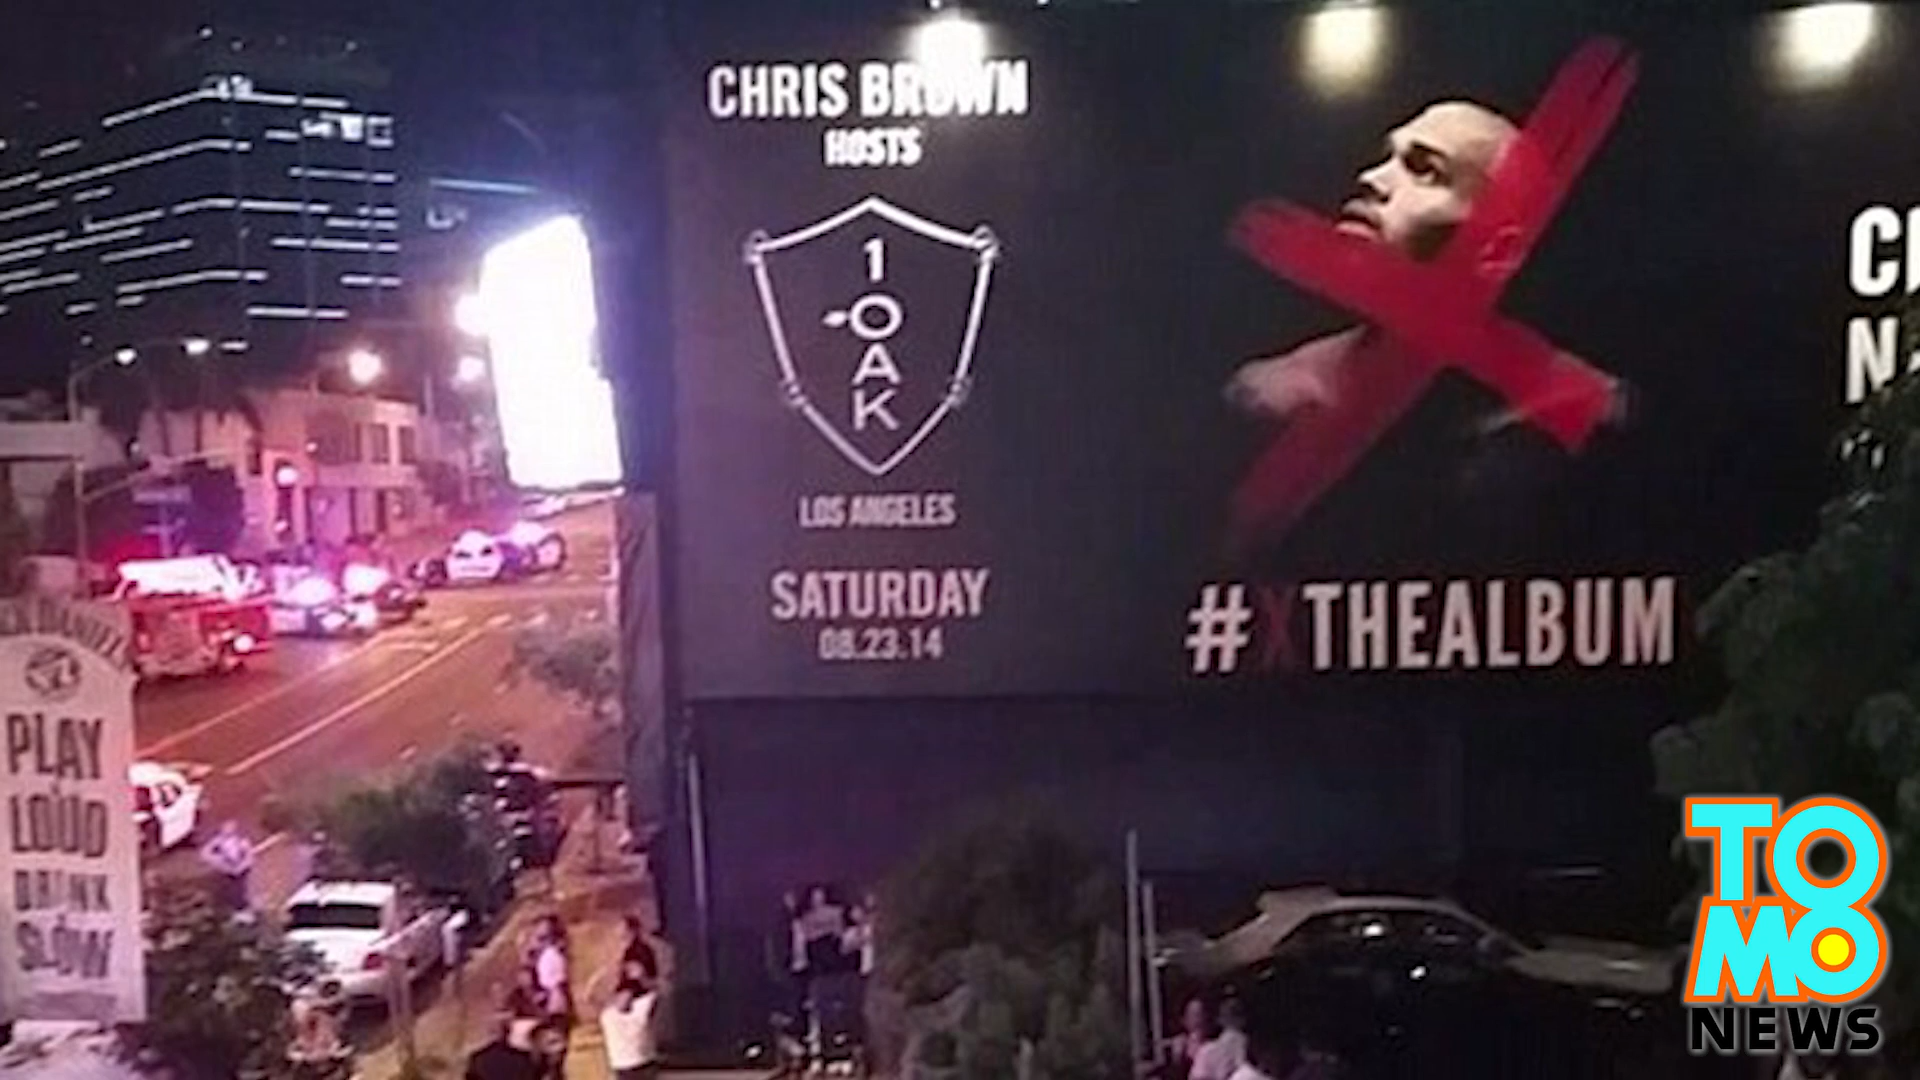 CHRIS BROWN
HOSTS
1
OAK
LOS ANGELES
SATURDAY
08.23.14
#XTHEALBUM
PLAY
LOUD
DRINK
SLOW
TOMO
NEWS